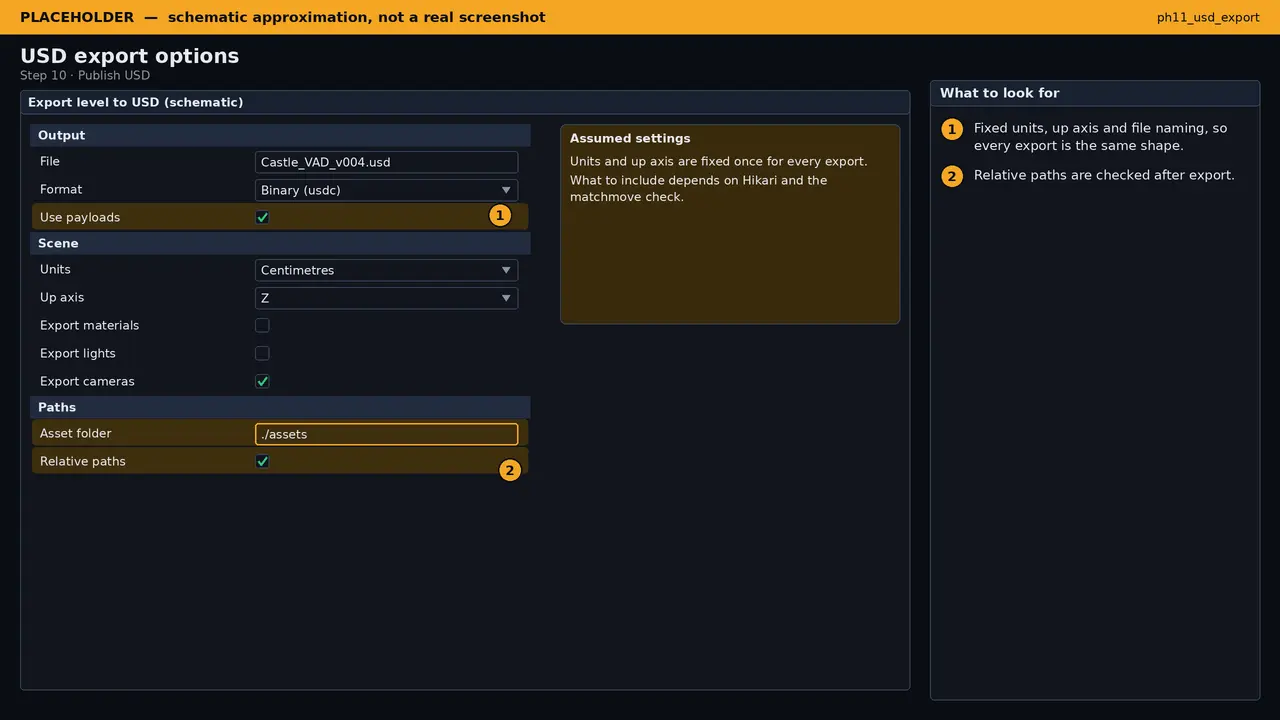 PLACEHOLDER — schematic approximation, not a real screenshot
ph11_usd_export
USD export options
Step 10 · Publish USD
Export level to USD (schematic)
Output
File
Castle_VAD_v004.usd
Format
Binary (usdc)
Use payloads
1
Scene
Units
Centimetres
Up axis
Z
Export materials
Export lights
Export cameras
Paths
Asset folder
./assets
Relative paths
2
Assumed settings
Units and up axis are fixed once for every export.
What to include depends on Hikari and the
matchmove check.
What to look for
1 Fixed units, up axis and file naming, so
every export is the same shape.
2 Relative paths are checked after export.